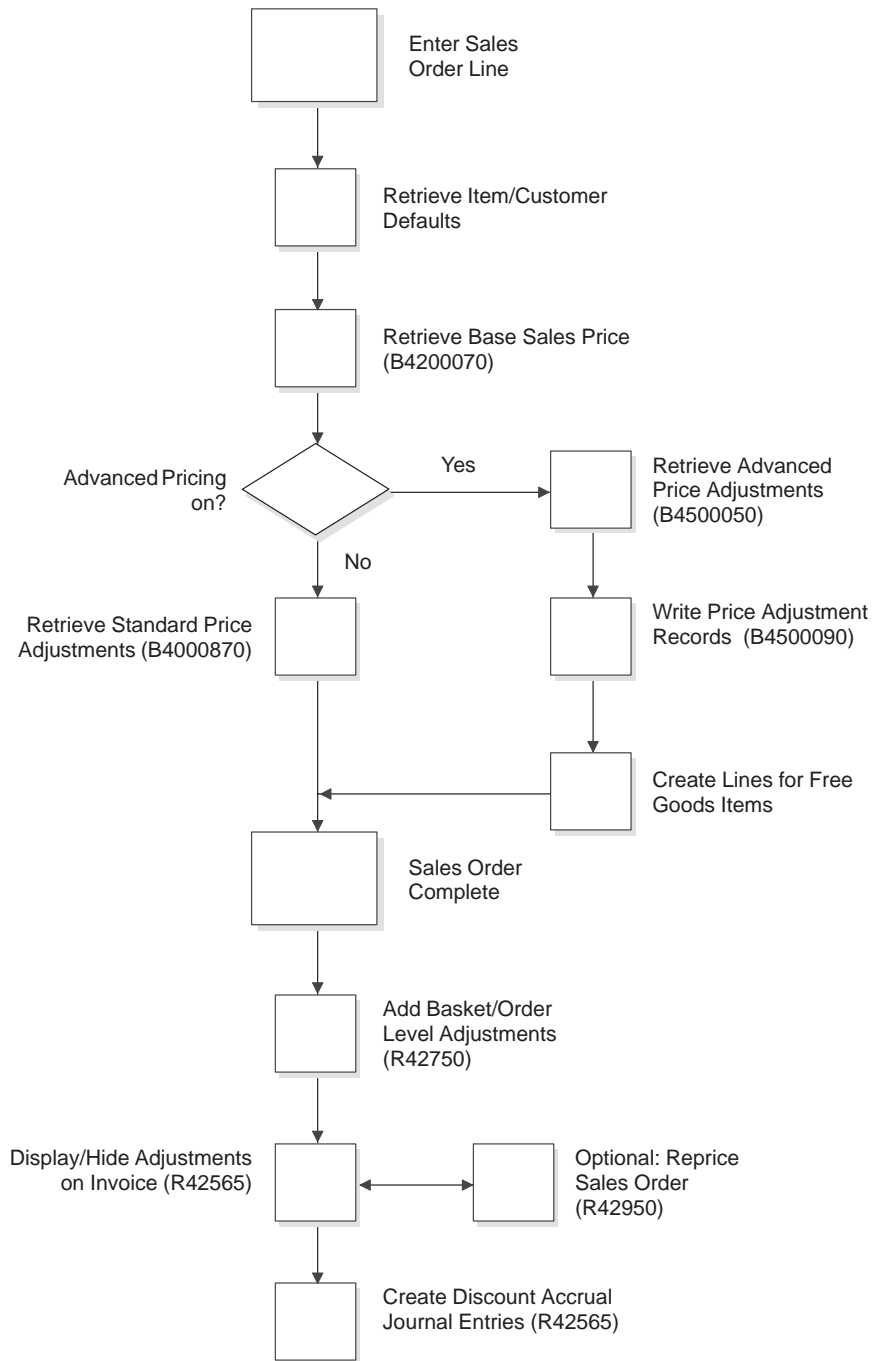 Enter Sales
Order Line
Retrieve Item/Customer
Defaults
Retrieve Base Sales Price
(B4200070)
Advanced Pricing
on?
Yes
Retrieve Advanced
Price Adjustments
(B4500050)
No
Retrieve Standard Price
Adjustments (B4000870)
Write Price Adjustment
Records (B4500090)
Create Lines for Free
Goods Items
Sales Order
Complete
Add Basket/Order
Level Adjustments
(R42750)
Display/Hide Adjustments
on Invoice (R42565)
Optional: Reprice
Sales Order
(R42950)
Create Discount Accrual
Journal Entries (R42565)